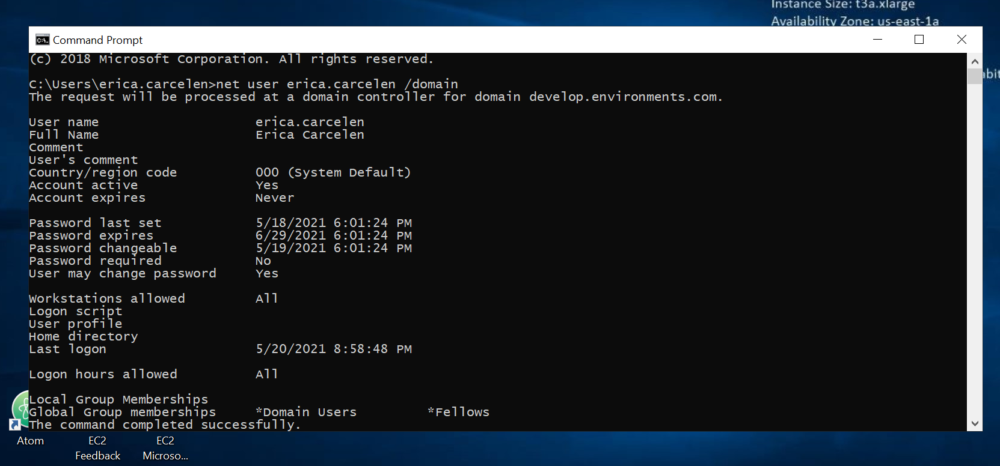 Instance Size: t3a.xlarge
Availability Zone: us-east-1a
Command Prompt
(c) 2018 Microsoft Corporation. All rights reserved.
C:\Users\erica.carcelen>net user erica.carcelen /domain
The request will be processed at a domain controller for domain develop.environments.com.
User name erica.carcelen
Full Name Erica Carcelen
Comment
User's comment
Country/region code 000 (System Default)
Account active Yes
Account expires Never
Password last set 5/18/2021 6:01:24 PM
Password expires 6/29/2021 6:01:24 PM
Password changeable 5/19/2021 6:01:24 PM
Password required No
User may change password Yes
Workstations allowed All
Logon script
User profile
Home directory
Last logon 5/20/2021 8:58:48 PM
Logon hours allowed All
Local Group Memberships
Global Group memberships *Domain Users *Fellows
The command completed successfully.
Atom
EC2 Feedback
EC2 Microso...